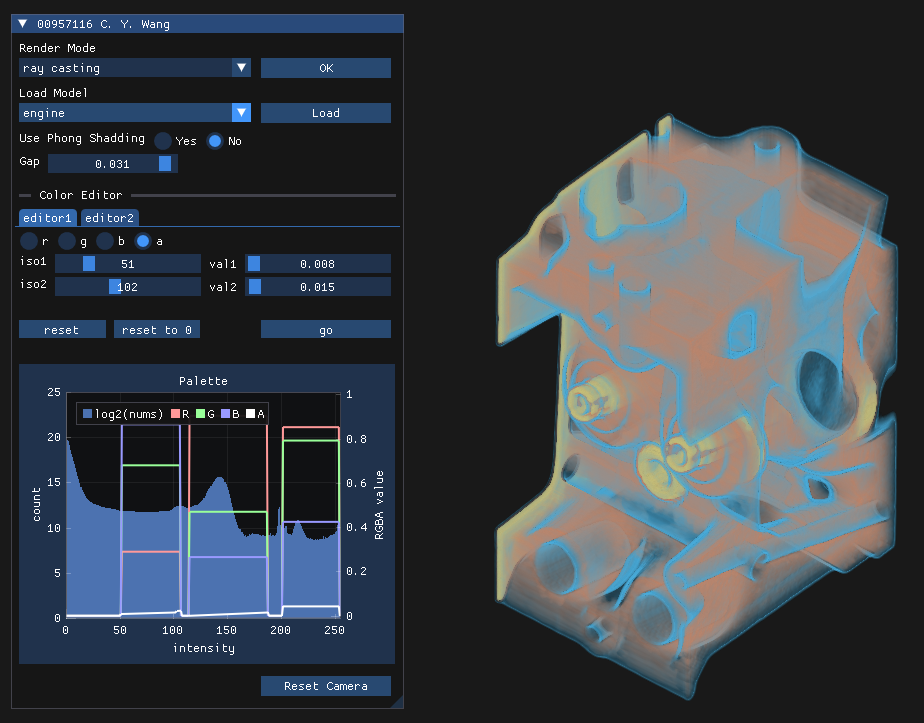 00957116 C. Y. Wang
Render Mode
ray casting OK
Load Model
engine Load
Use Phong Shadding Yes No
Gap 0.031
Color Editor
editor1 editor2
r g b a
iso1 51 val1 0.008
iso2 102 val2 0.015
reset reset to 0 go
Palette
log2(nums) R G B A
25
20
15
10
5
0
count
1
0.8
0.6
0.4
0.2
0
RGBA value
0 50 100 150 200 250
intensity
Reset Camera